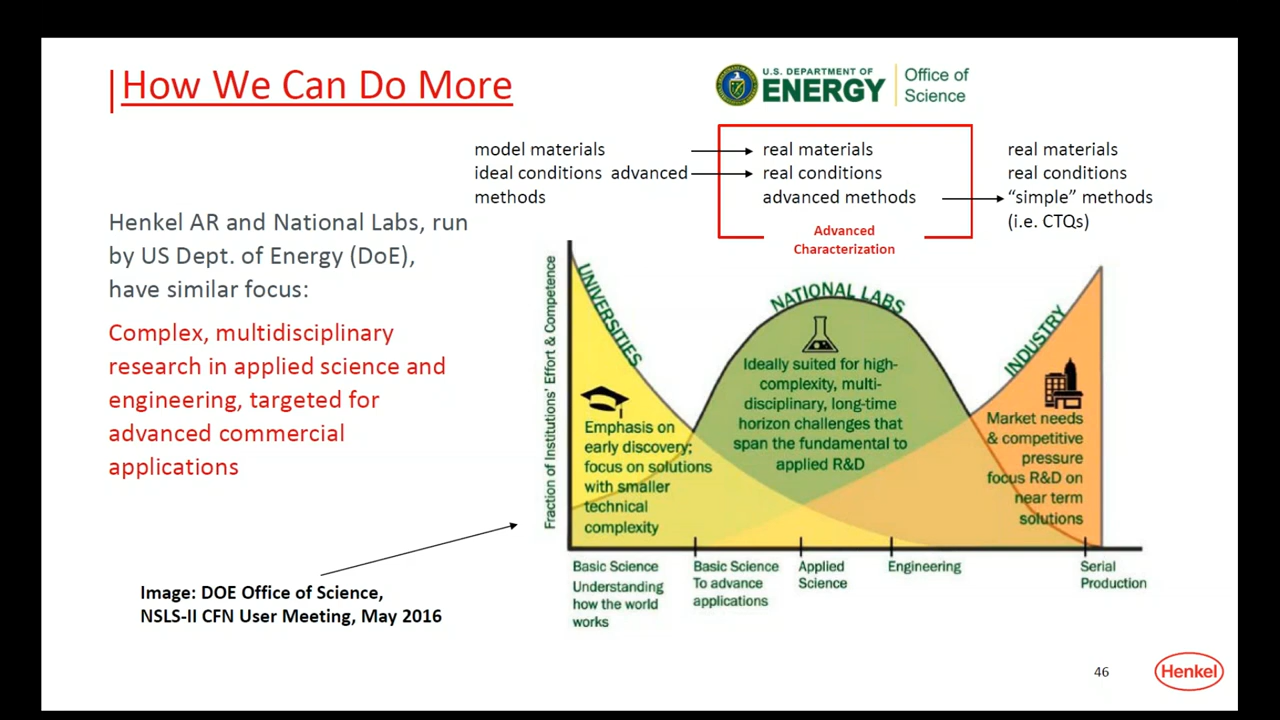 How We Can Do More
U.S. DEPARTMENT OF
ENERGY
Office of
Science
model materials
ideal conditions advanced
methods
real materials
real conditions
advanced methods
real materials
real conditions
“simple” methods
(i.e. CTQs)
Advanced
Characterization
Henkel AR and National Labs, run
by US Dept. of Energy (DoE),
have similar focus:
Complex, multidisciplinary
research in applied science and
engineering, targeted for
advanced commercial
applications
Image: DOE Office of Science,
NSLS-II CFN User Meeting, May 2016
Fraction of Institutions' Effort & Competence
UNIVERSITIES
Emphasis on
early discovery;
focus on solutions
with smaller
technical
complexity
NATIONAL LABS
Ideally suited for high-
complexity, multi-
disciplinary, long-time
horizon challenges that
span the fundamental to
applied R&D
INDUSTRY
Market needs
& competitive
pressure
focus R&D on
near term
solutions
Basic Science
Understanding
how the world
works
Basic Science
To advance
applications
Applied
Science
Engineering
Serial
Production
46
Henkel